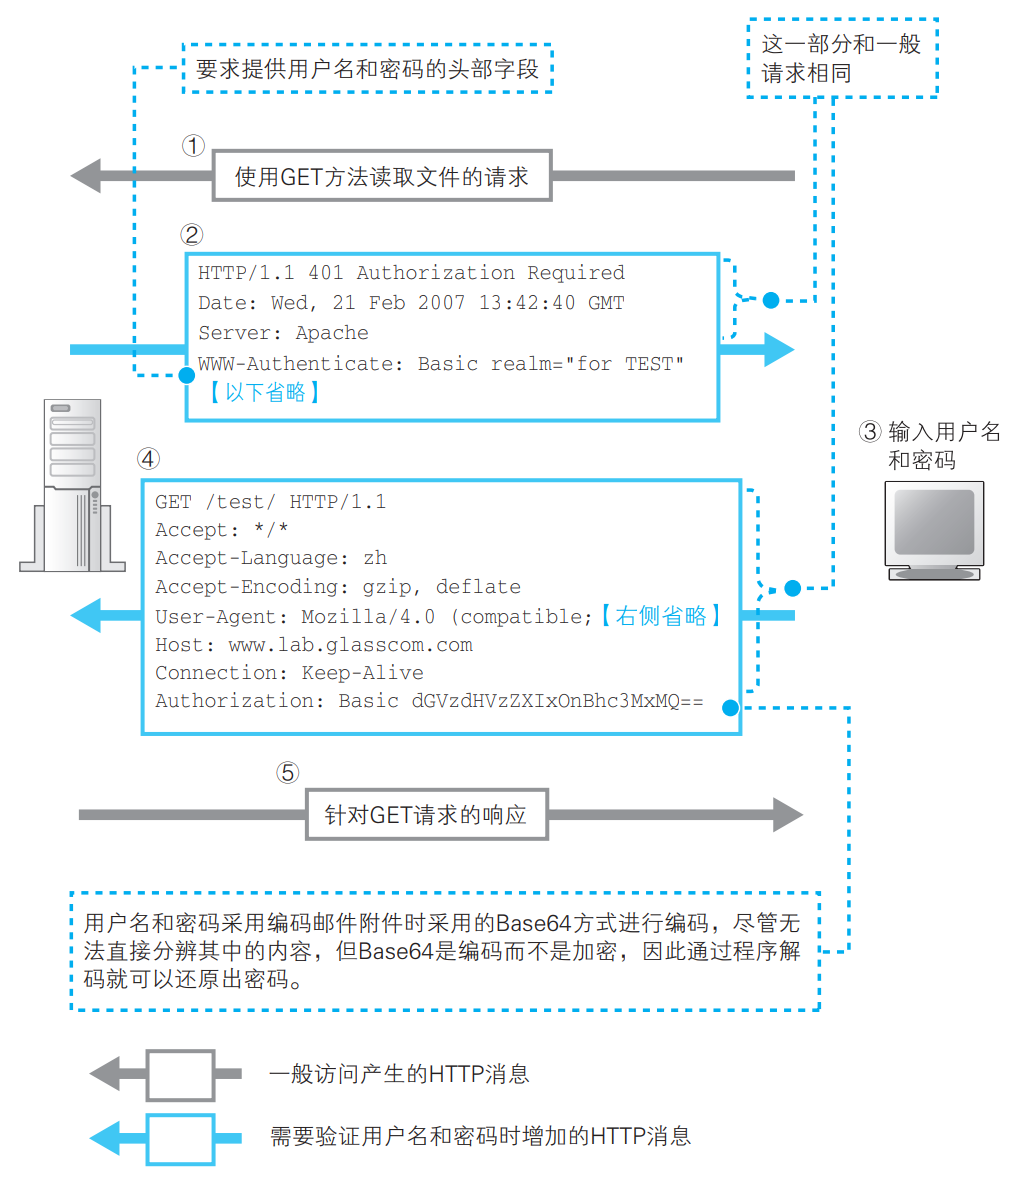 这一部分和一般
请求相同
要求提供用户名和密码的头部字段
①
使用GET方法读取文件的请求
②
HTTP/1.1 401 Authorization Required
Date: Wed, 21 Feb 2007 13:42:40 GMT
Server: Apache
WWW-Authenticate: Basic realm="for TEST"
【以下省略】
③ 输入用户名
和密码
④
GET /test/ HTTP/1.1
Accept: */*
Accept-Language: zh
Accept-Encoding: gzip, deflate
User-Agent: Mozilla/4.0 (compatible;【右侧省略】
Host: www.lab.glasscom.com
Connection: Keep-Alive
Authorization: Basic dGVzdHVzZXIxOnBhc3MxMQ==
⑤
针对GET请求的响应
用户名和密码采用编码邮件附件时采用的Base64方式进行编码，尽管无
法直接分辨其中的内容，但Base64是编码而不是加密，因此通过程序解
码就可以还原出密码。
一般访问产生的HTTP消息
需要验证用户名和密码时增加的HTTP消息